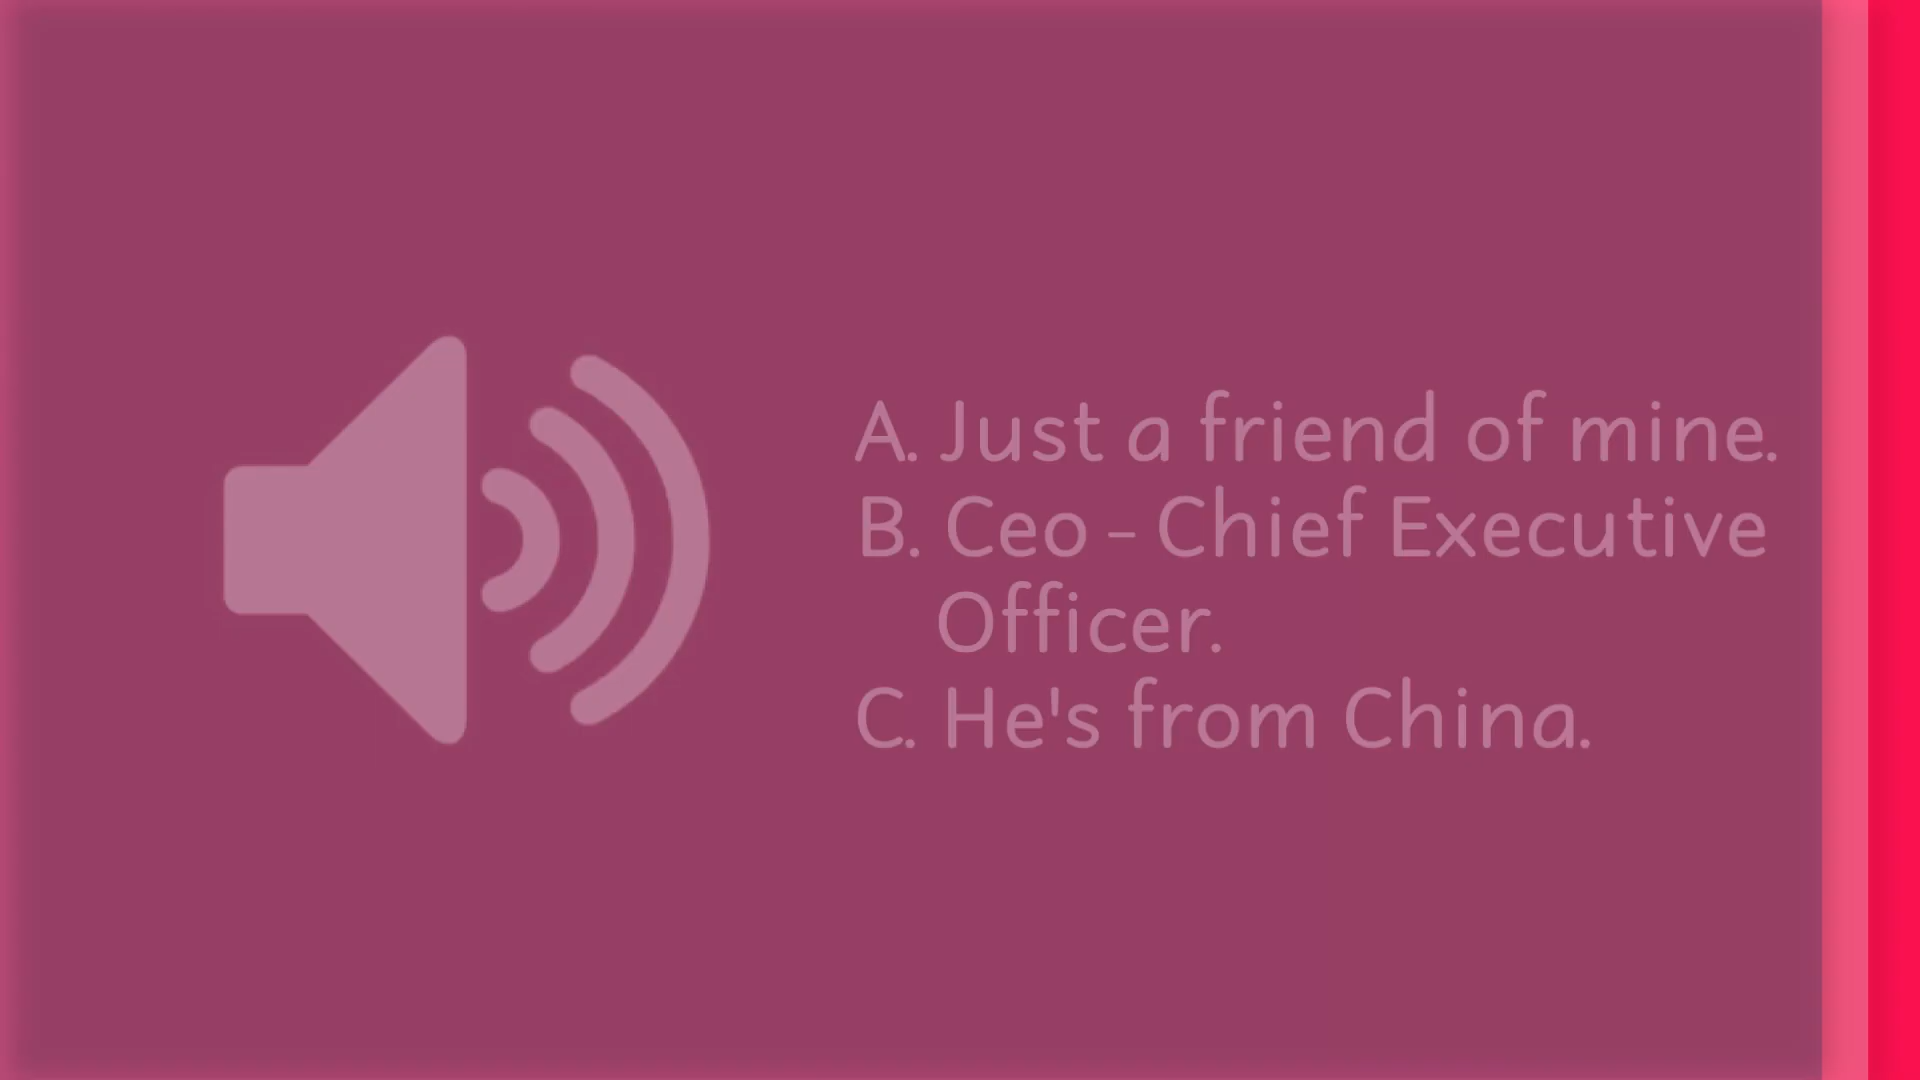 A. Just a friend of mine.
B. Ceo - Chief Executive
Officer.
C. He's from China.